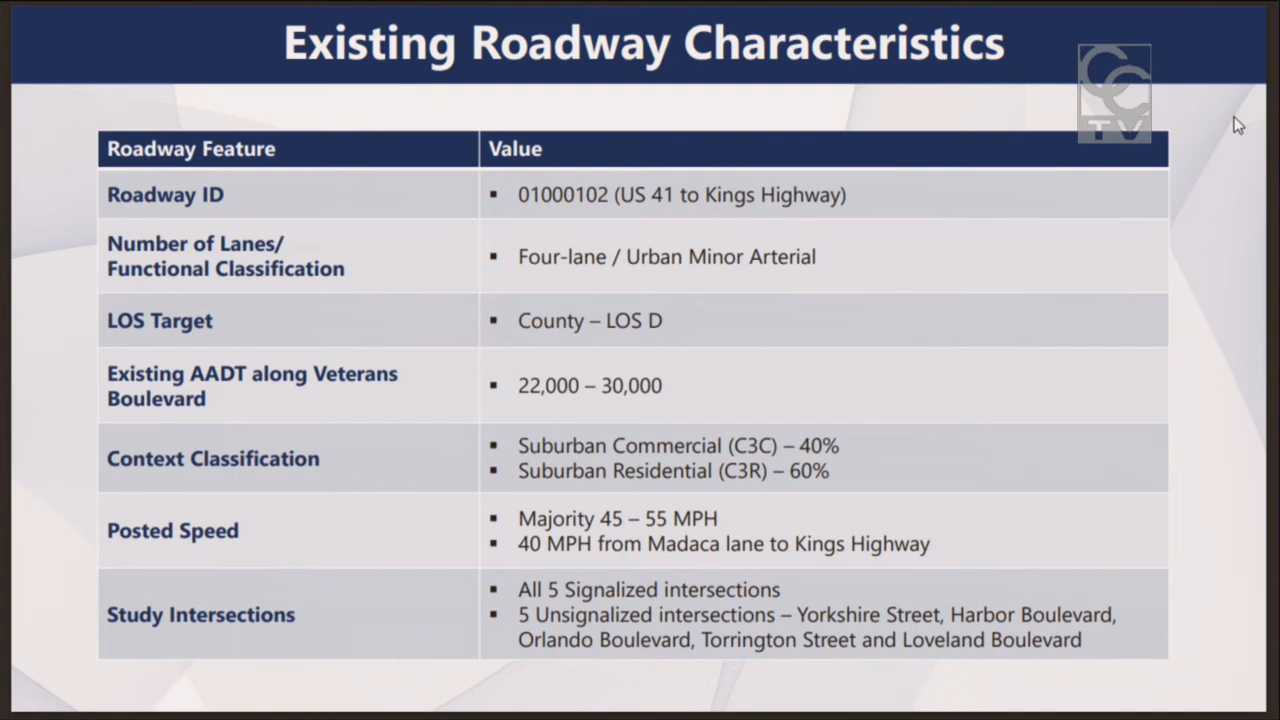 Existing Roadway Characteristics
CC
TV
Roadway Feature
Value
Roadway ID
▪ 01000102 (US 41 to Kings Highway)
Number of Lanes/
Functional Classification
▪ Four-lane / Urban Minor Arterial
LOS Target
▪ County – LOS D
Existing AADT along Veterans
Boulevard
▪ 22,000 – 30,000
Context Classification
▪ Suburban Commercial (C3C) – 40%
▪ Suburban Residential (C3R) – 60%
Posted Speed
▪ Majority 45 – 55 MPH
▪ 40 MPH from Madaca lane to Kings Highway
Study Intersections
▪ All 5 Signalized intersections
▪ 5 Unsignalized intersections – Yorkshire Street, Harbor Boulevard,
Orlando Boulevard, Torrington Street and Loveland Boulevard